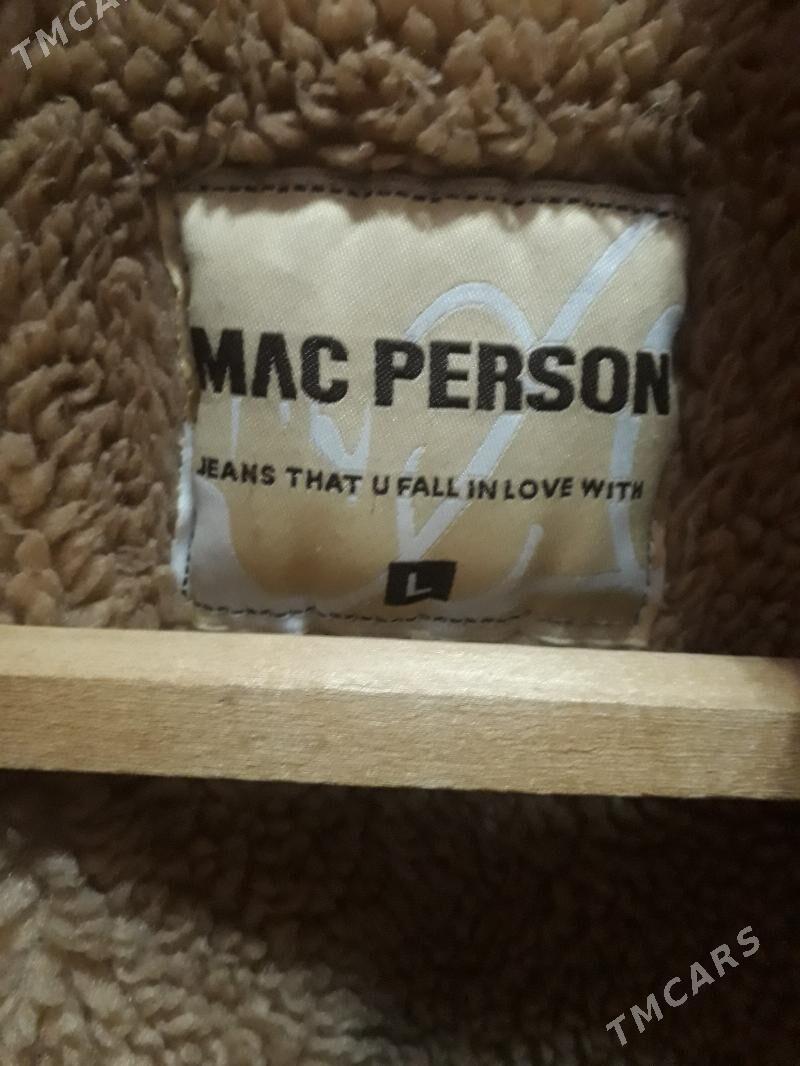 TMCARS
MAC PERSON
JEANS THAT U FALL IN LOVE WITH
L
TMCARS